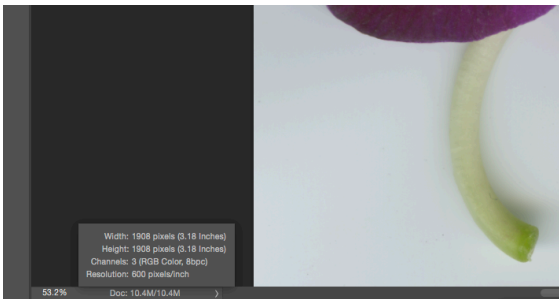 Width: 1908 pixels (3.18 Inches)
Height: 1908 pixels (3.18 Inches)
Channels: 3 (RGB Color, 8bpc)
Resolution: 600 pixels/inch
53.2% Doc: 10.4M/10.4M